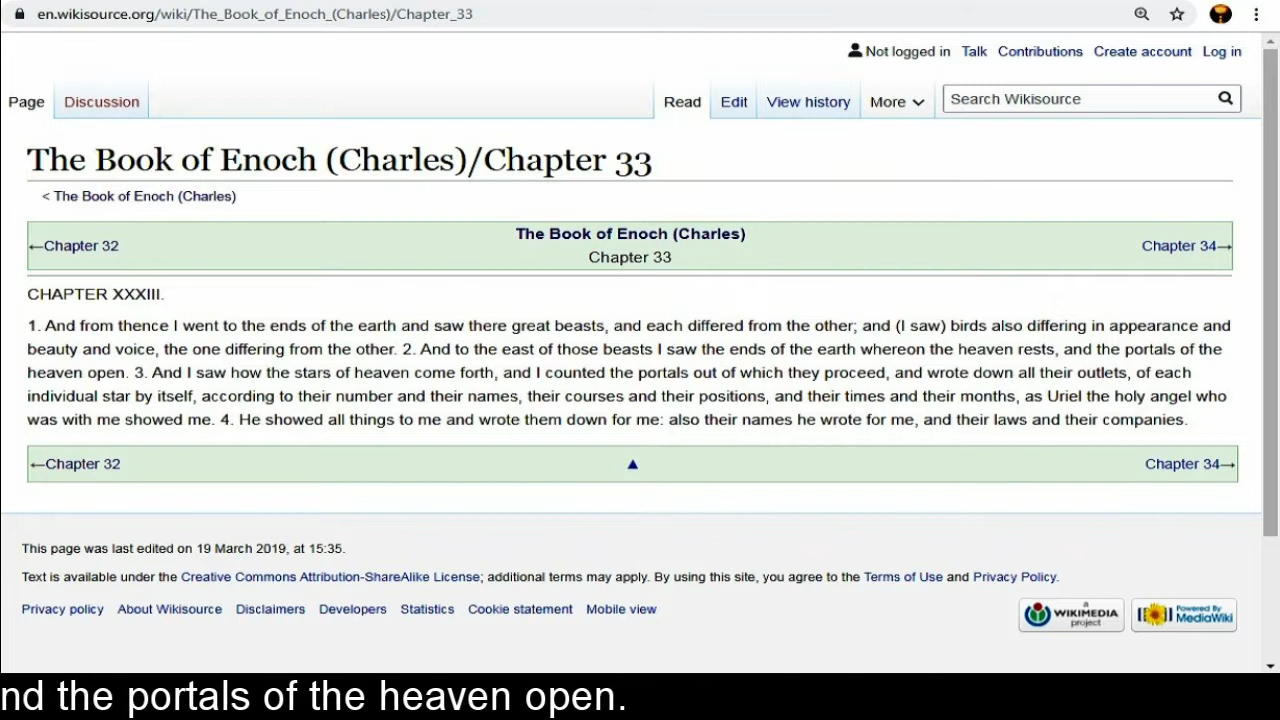 en.wikisource.org/wiki/The_Book_of_Enoch_(Charles)/Chapter_33
Not logged in Talk Contributions Create account Log in
Page Discussion Read Edit View history More Search Wikisource
The Book of Enoch (Charles)/Chapter 33
< The Book of Enoch (Charles)
The Book of Enoch (Charles)
←Chapter 32 Chapter 34→
Chapter 33
CHAPTER XXXIII.
1. And from thence I went to the ends of the earth and saw there great beasts, and each differed from the other; and (I saw) birds also differing in appearance and
beauty and voice, the one differing from the other. 2. And to the east of those beasts I saw the ends of the earth whereon the heaven rests, and the portals of the
heaven open. 3. And I saw how the stars of heaven come forth, and I counted the portals out of which they proceed, and wrote down all their outlets, of each
individual star by itself, according to their number and their names, their courses and their positions, and their times and their months, as Uriel the holy angel who
was with me showed me. 4. He showed all things to me and wrote them down for me: also their names he wrote for me, and their laws and their companies.
←Chapter 32 ▲ Chapter 34→
This page was last edited on 19 March 2019, at 15:35.
Text is available under the Creative Commons Attribution-ShareAlike License; additional terms may apply. By using this site, you agree to the Terms of Use and Privacy Policy.
Privacy policy About Wikisource Disclaimers Developers Statistics Cookie statement Mobile view
a WIKIMEDIA project
Powered By MediaWiki
nd the portals of the heaven open.